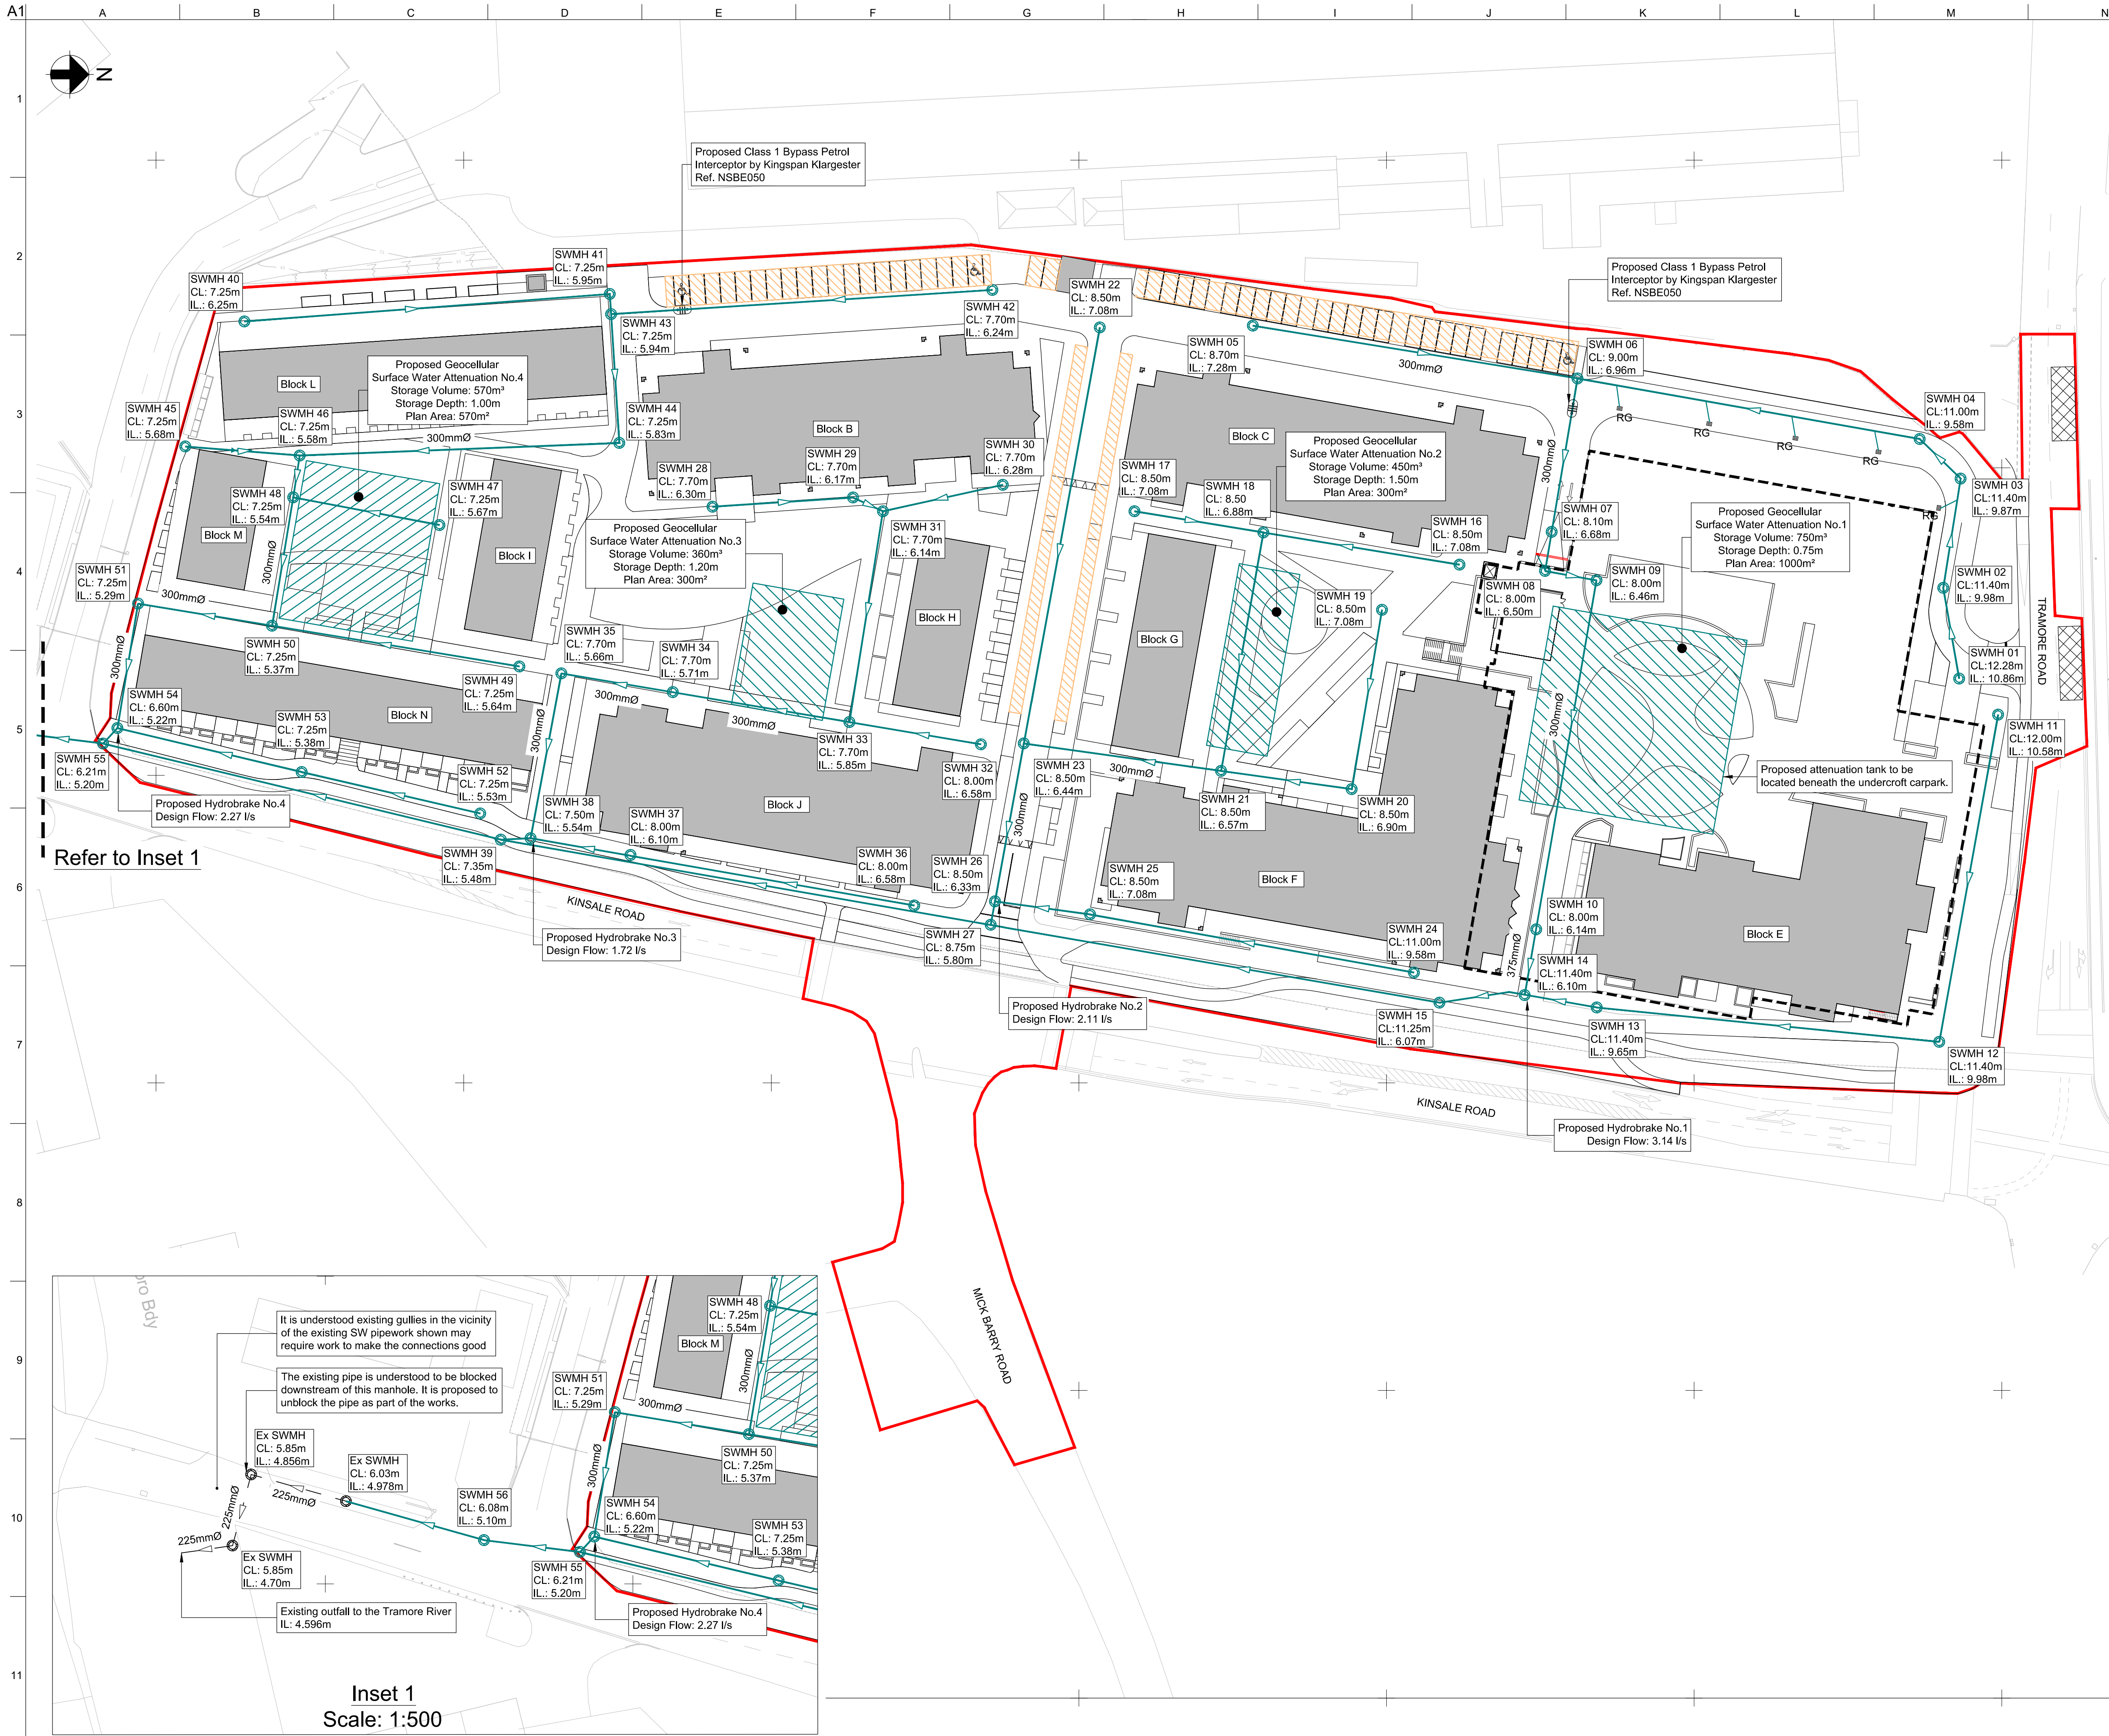 A1
A
B
C
D
E
F
G
H
I
J
K
L
M
N
1
2
3
4
5
6
7
8
9
10
11
N
Proposed Class 1 Bypass Petrol
Interceptor by Kingspan Klargester
Ref. NSBE050
SWMH 40
CL: 7.25m
IL.: 6.25m
SWMH 41
CL: 7.25m
IL.: 5.95m
SWMH 43
CL: 7.25m
IL.: 5.94m
SWMH 42
CL: 7.70m
IL.: 6.24m
SWMH 22
CL: 8.50m
IL.: 7.08m
SWMH 05
CL: 8.70m
IL.: 7.28m
300mmØ
Proposed Class 1 Bypass Petrol
Interceptor by Kingspan Klargester
Ref. NSBE050
SWMH 06
CL: 9.00m
IL.: 6.96m
SWMH 04
CL:11.00m
IL.: 9.58m
RG
RG
RG
RG
RG
Block L
Proposed Geocellular
Surface Water Attenuation No.4
Storage Volume: 570m³
Storage Depth: 1.00m
Plan Area: 570m²
SWMH 45
CL: 7.25m
IL.: 5.68m
SWMH 46
CL: 7.25m
IL.: 5.58m
300mmØ
SWMH 44
CL: 7.25m
IL.: 5.83m
Block B
SWMH 28
CL: 7.70m
IL.: 6.30m
SWMH 29
CL: 7.70m
IL.: 6.17m
SWMH 30
CL: 7.70m
IL.: 6.28m
Block C
SWMH 17
CL: 8.50m
IL.: 7.08m
SWMH 18
CL: 8.50
IL.: 6.88m
Proposed Geocellular
Surface Water Attenuation No.2
Storage Volume: 450m³
Storage Depth: 1.50m
Plan Area: 300m²
SWMH 16
CL: 8.50m
IL.: 7.08m
300mmØ
SWMH 07
CL: 8.10m
IL.: 6.68m
Proposed Geocellular
Surface Water Attenuation No.1
Storage Volume: 750m³
Storage Depth: 0.75m
Plan Area: 1000m²
SWMH 03
CL:11.40m
IL.: 9.87m
SWMH 48
CL: 7.25m
IL.: 5.54m
Block M
SWMH 47
CL: 7.25m
IL.: 5.67m
Block I
Proposed Geocellular
Surface Water Attenuation No.3
Storage Volume: 360m³
Storage Depth: 1.20m
Plan Area: 300m²
SWMH 31
CL: 7.70m
IL.: 6.14m
SWMH 51
CL: 7.25m
IL.: 5.29m
300mmØ
300mmØ
Block H
Block G
SWMH 19
CL: 8.50m
IL.: 7.08m
SWMH 08
CL: 8.00m
IL.: 6.50m
SWMH 09
CL: 8.00m
IL.: 6.46m
SWMH 02
CL:11.40m
IL.: 9.98m
SWMH 01
CL:12.28m
IL.: 10.86m
TRAMORE ROAD
300mmØ
SWMH 50
CL: 7.25m
IL.: 5.37m
SWMH 35
CL: 7.70m
IL.: 5.66m
SWMH 34
CL: 7.70m
IL.: 5.71m
SWMH 54
CL: 6.60m
IL.: 5.22m
SWMH 53
CL: 7.25m
IL.: 5.38m
Block N
SWMH 49
CL: 7.25m
IL.: 5.64m
300mmØ
300mmØ
300mmØ
SWMH 33
CL: 7.70m
IL.: 5.85m
SWMH 55
CL: 6.21m
IL.: 5.20m
SWMH 52
CL: 7.25m
IL.: 5.53m
SWMH 32
CL: 8.00m
IL.: 6.58m
SWMH 23
CL: 8.50m
IL.: 6.44m
300mmØ
300mmØ
SWMH 11
CL:12.00m
IL.: 10.58m
Proposed attenuation tank to be
located beneath the undercroft carpark.
Proposed Hydrobrake No.4
Design Flow: 2.27 l/s
SWMH 38
CL: 7.50m
IL.: 5.54m
Block J
SWMH 37
CL: 8.00m
IL.: 6.10m
300mmØ
SWMH 21
CL: 8.50m
IL.: 6.57m
SWMH 20
CL: 8.50m
IL.: 6.90m
Refer to Inset 1
SWMH 39
CL: 7.35m
IL.: 5.48m
SWMH 36
CL: 8.00m
IL.: 6.58m
SWMH 26
CL: 8.50m
IL.: 6.33m
SWMH 25
CL: 8.50m
IL.: 7.08m
Block F
KINSALE ROAD
Proposed Hydrobrake No.3
Design Flow: 1.72 l/s
SWMH 27
CL: 8.75m
IL.: 5.80m
SWMH 24
CL:11.00m
IL.: 9.58m
375mmØ
SWMH 10
CL: 8.00m
IL.: 6.14m
Block E
SWMH 14
CL:11.40m
IL.: 6.10m
Proposed Hydrobrake No.2
Design Flow: 2.11 l/s
SWMH 15
CL:11.25m
IL.: 6.07m
SWMH 13
CL:11.40m
IL.: 9.65m
SWMH 12
CL:11.40m
IL.: 9.98m
KINSALE ROAD
Proposed Hydrobrake No.1
Design Flow: 3.14 l/s
MICK BARRY ROAD
oro Bdy
It is understood existing gullies in the vicinity
of the existing SW pipework shown may
require work to make the connections good
The existing pipe is understood to be blocked
downstream of this manhole. It is proposed to
unblock the pipe as part of the works.
SWMH 48
CL: 7.25m
IL.: 5.54m
Block M
300mmØ
SWMH 51
CL: 7.25m
IL.: 5.29m
300mmØ
SWMH 50
CL: 7.25m
IL.: 5.37m
Ex SWMH
CL: 5.85m
IL.: 4.856m
Ex SWMH
CL: 6.03m
IL.: 4.978m
300mmØ
225mmØ
225mmØ
225mmØ
SWMH 56
CL: 6.08m
IL.: 5.10m
SWMH 54
CL: 6.60m
IL.: 5.22m
SWMH 53
CL: 7.25m
IL.: 5.38m
Ex SWMH
CL: 5.85m
IL.: 4.70m
SWMH 55
CL: 6.21m
IL.: 5.20m
Existing outfall to the Tramore River
IL: 4.596m
Proposed Hydrobrake No.4
Design Flow: 2.27 l/s
Inset 1
Scale: 1:500